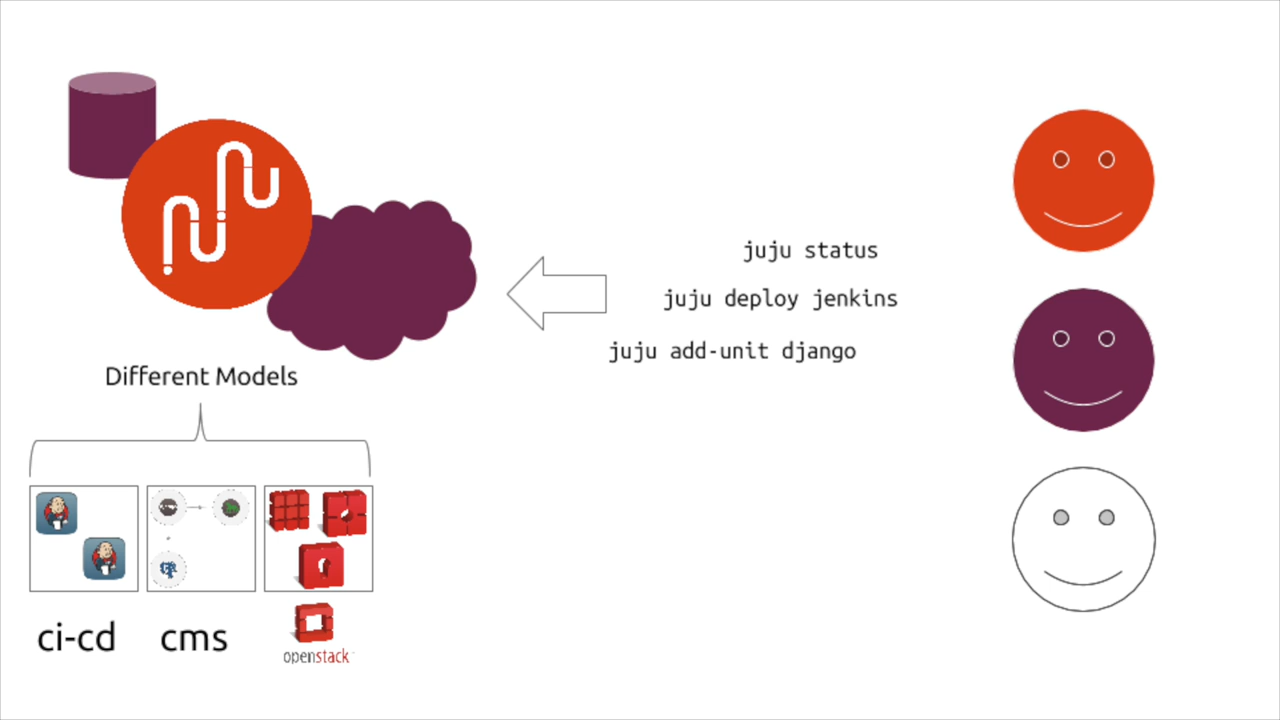 juju status
juju deploy jenkins
juju add-unit django
Different Models
ci-cd
cms
openstack